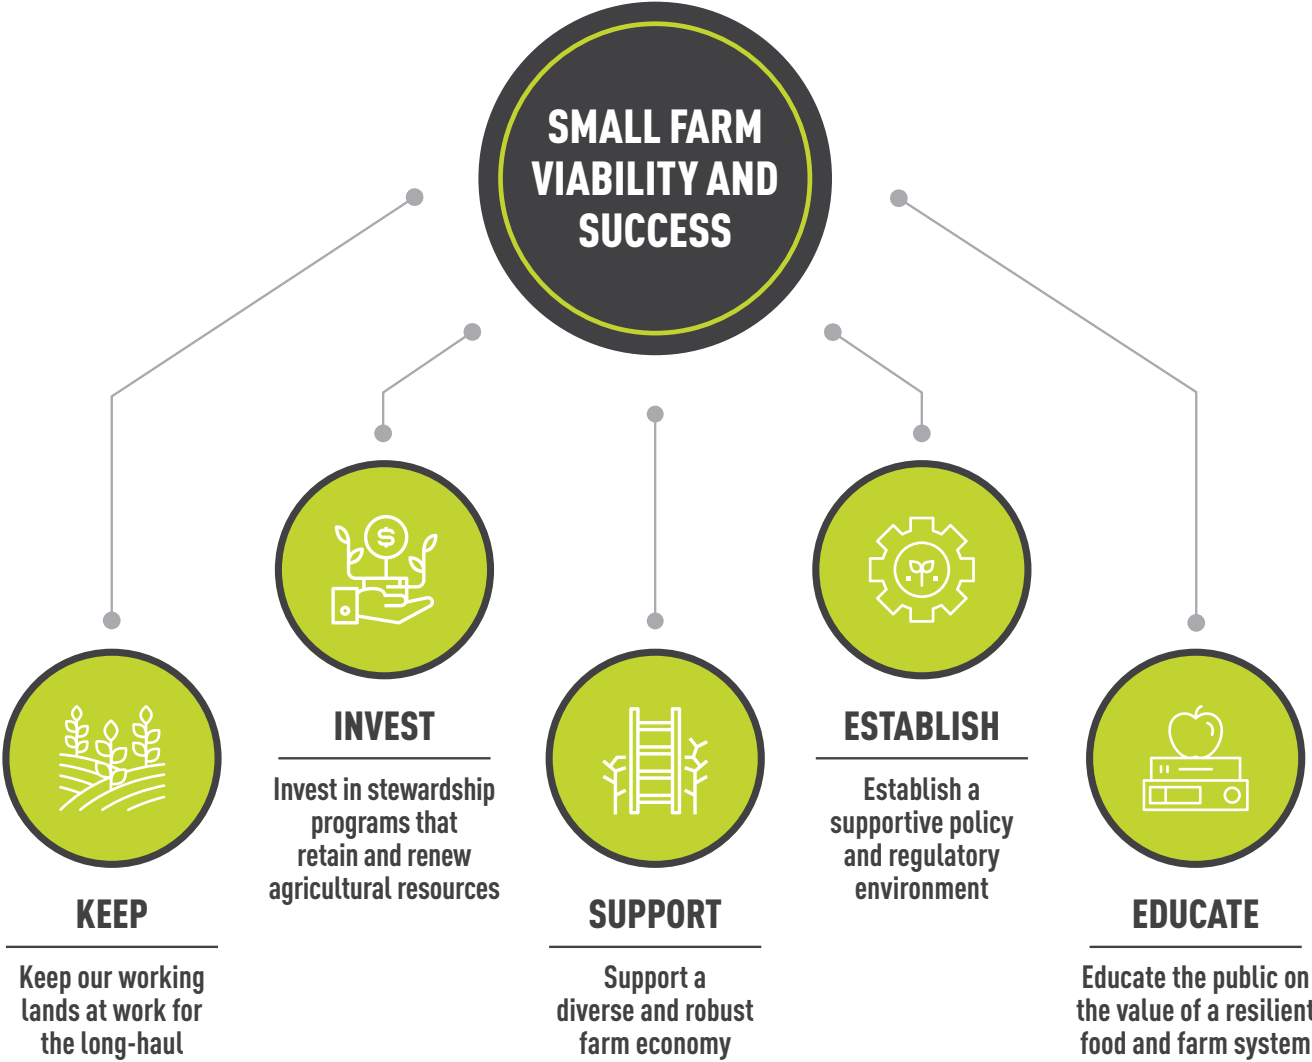 SMALL FARM
VIABILITY AND
SUCCESS
$
KEEP
Keep our working
lands at work for
the long-haul
INVEST
Invest in stewardship
programs that
retain and renew
agricultural resources
SUPPORT
Support a
diverse and robust
farm economy
ESTABLISH
Establish a
supportive policy
and regulatory
environment
EDUCATE
Educate the public on
the value of a resilient
food and farm system